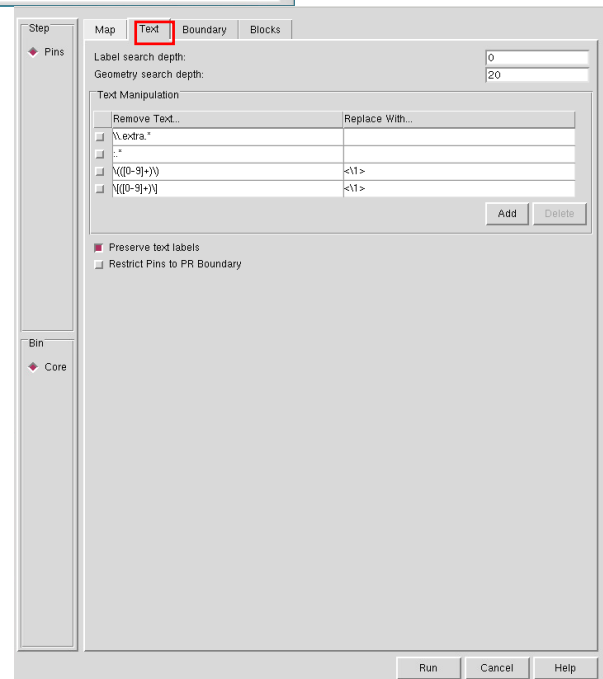 Step
Pins
Map Text Boundary Blocks
Label search depth: 0
Geometry search depth: 20
Text Manipulation
Remove Text... Replace With...
\\.extra.*
:.*
\(([0-9]+)\) <\1>
\[([0-9]+)\] <\1>
Add Delete
Preserve text labels
Restrict Pins to PR Boundary
Bin
Core
Run Cancel Help